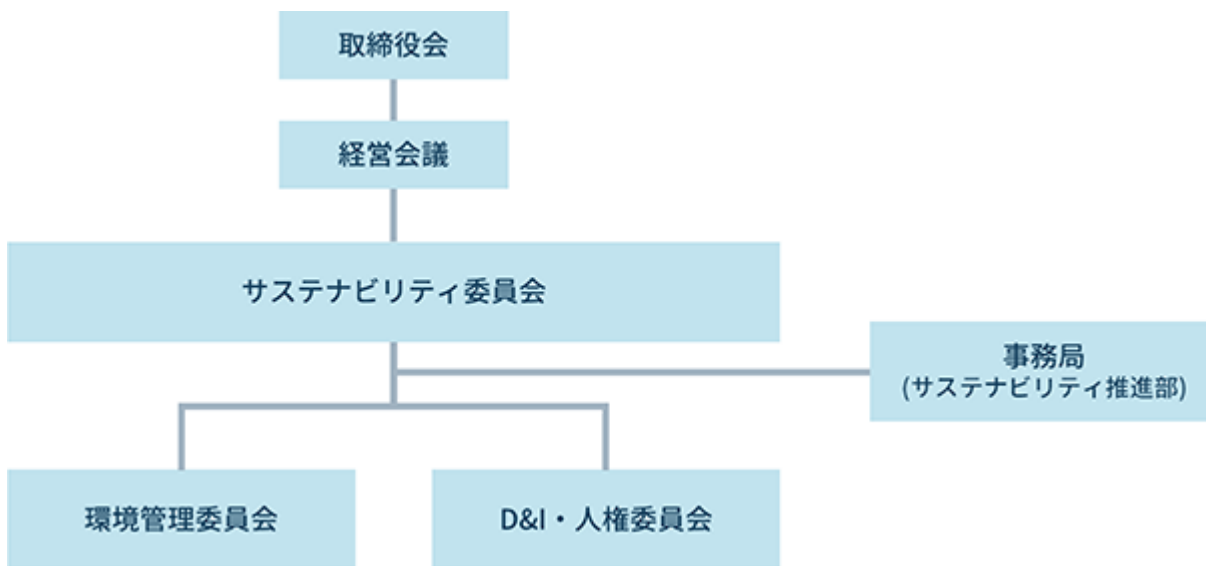 取締役会
経営会議
サステナビリティ委員会
事務局
(サステナビリティ推進部)
環境管理委員会
D&I・人権委員会